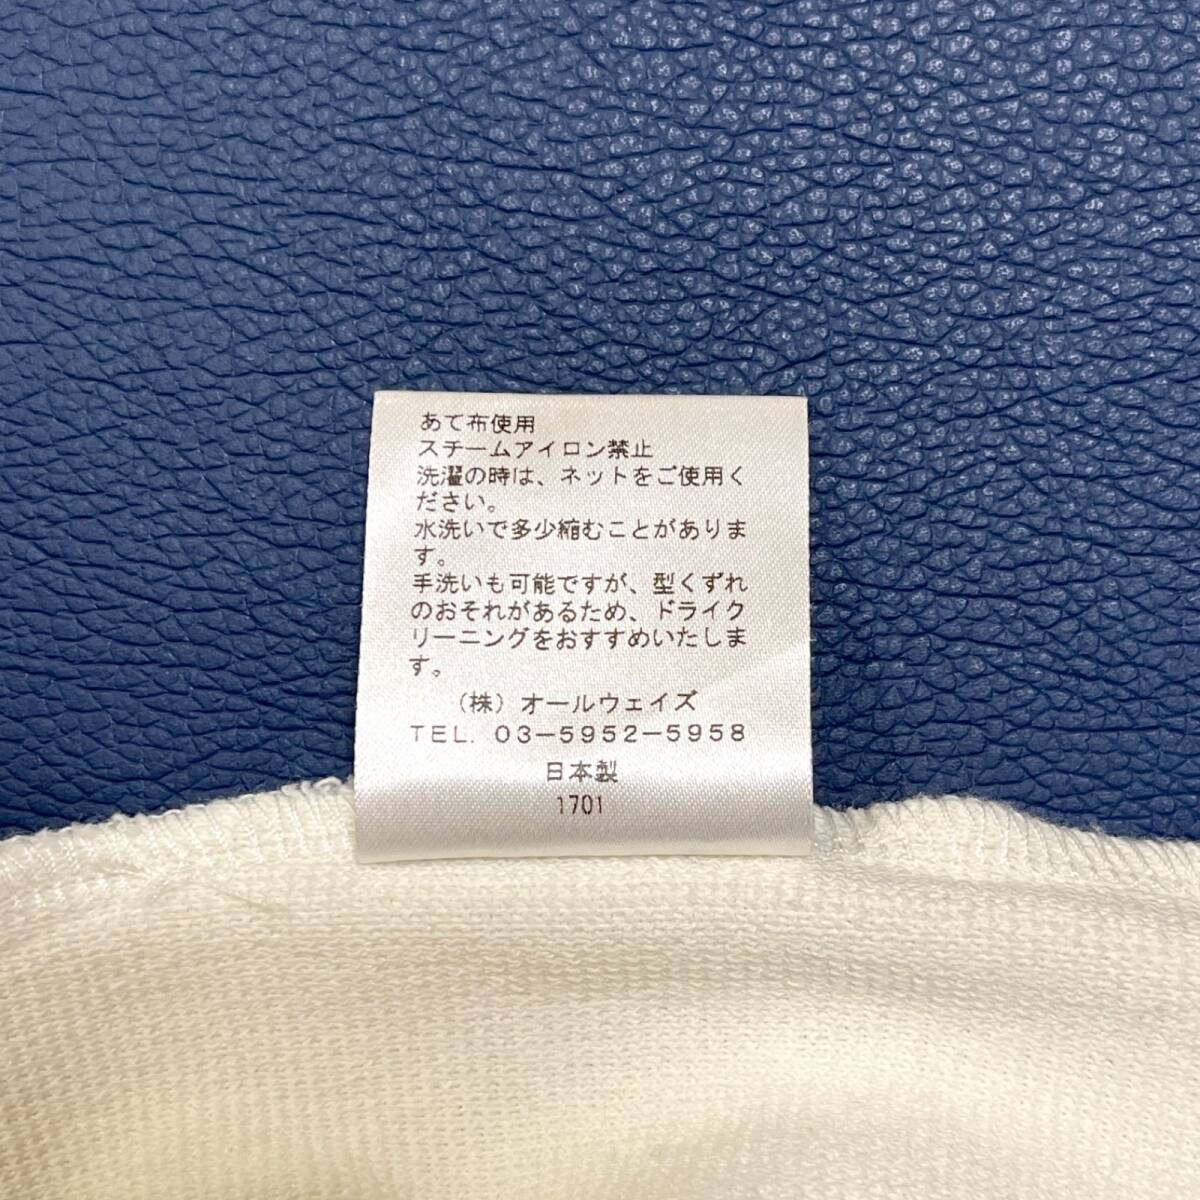 あて布使用
スチームアイロン禁止
洗濯の時は、ネットをご使用く
ださい。
水洗いで多少縮むことがありま
す。
手洗いも可能ですが、型くずれ
のおそれがあるため、ドライク
リーニングをおすすめいたしま
す。
（株）オールウェイズ
TEL. 03-5952-5958
日本製
1701